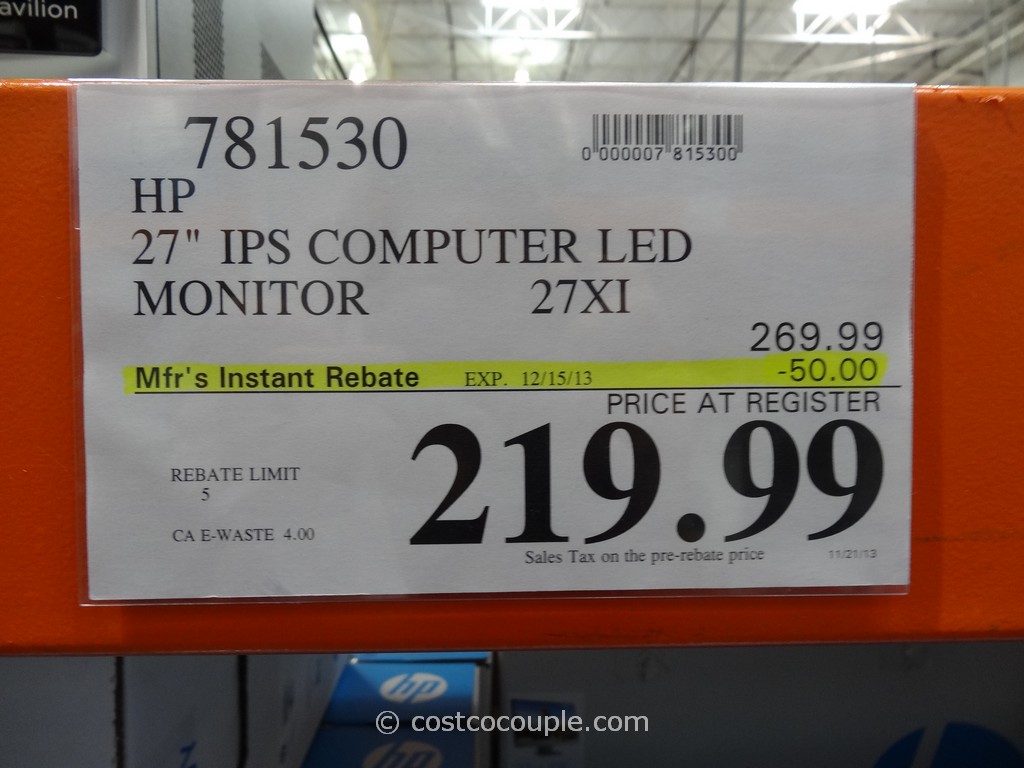 avilion
781530
0 000007 815300
HP
27" IPS COMPUTER LED
MONITOR 27XI
269.99
Mfr's Instant Rebate EXP. 12/15/13 -50.00
PRICE AT REGISTER
219.99
REBATE LIMIT
5
CA E-WASTE 4.00
Sales Tax on the pre-rebate price 11/21/13
hp
© costcocouple.com
hp